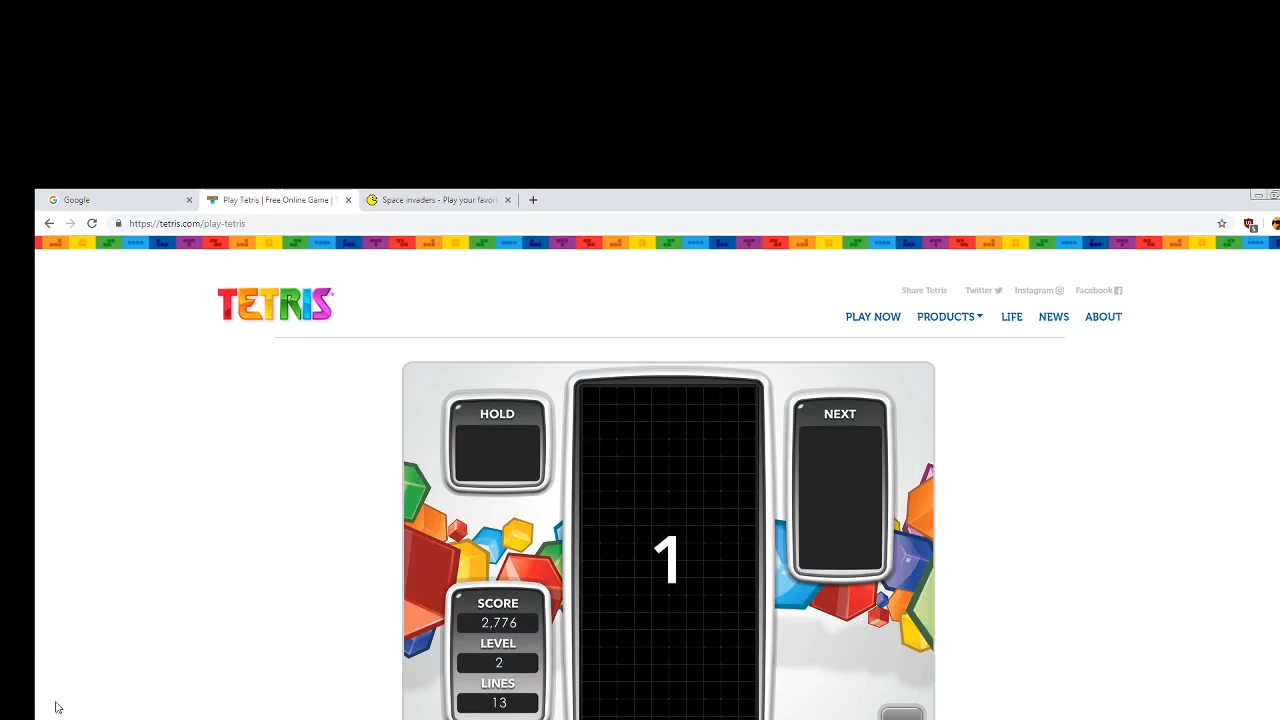 Google
Play Tetris | Free Online Game |
Space invaders - Play your favori
https://tetris.com/play-tetris
TETRIS
Share Tetris Twitter Instagram Facebook
PLAY NOW PRODUCTS LIFE NEWS ABOUT
HOLD
NEXT
1
SCORE
2,776
LEVEL
2
LINES
13